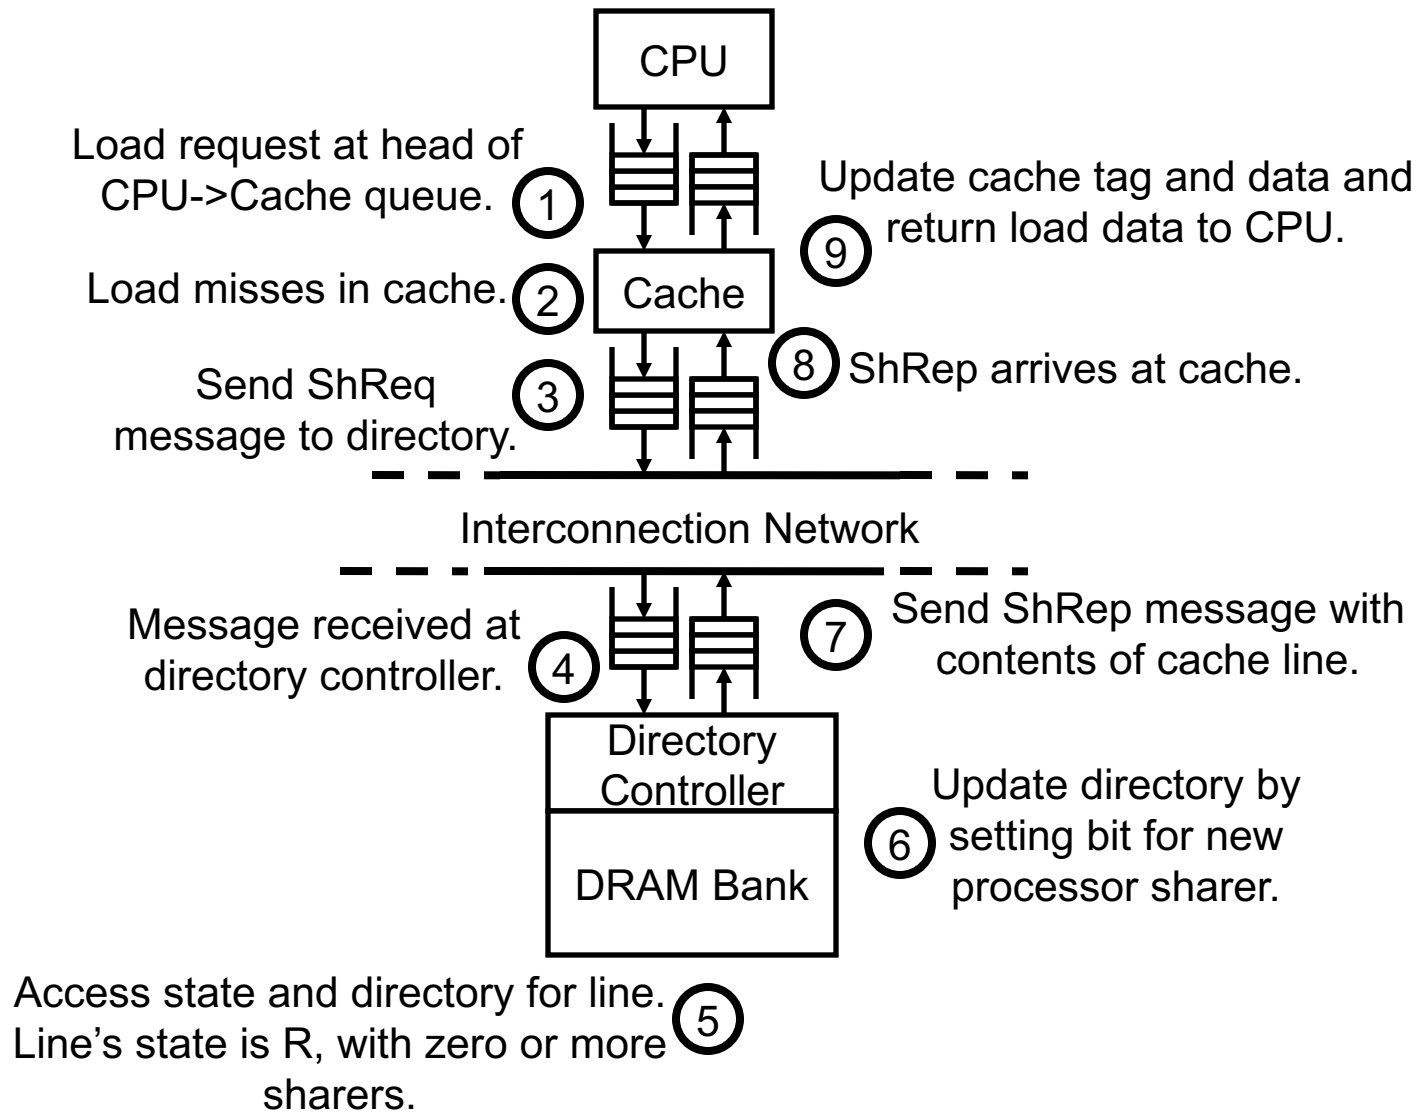 CPU
Load request at head of
CPU->Cache queue.
1
Update cache tag and data and
return load data to CPU.
9
Load misses in cache.
2
Cache
Send ShReq
message to directory.
3
8
ShRep arrives at cache.
Interconnection Network
Message received at
directory controller.
4
7
Send ShRep message with
contents of cache line.
Directory
Controller
DRAM Bank
6
Update directory by
setting bit for new
processor sharer.
Access state and directory for line.
Line’s state is R, with zero or more
sharers.
5